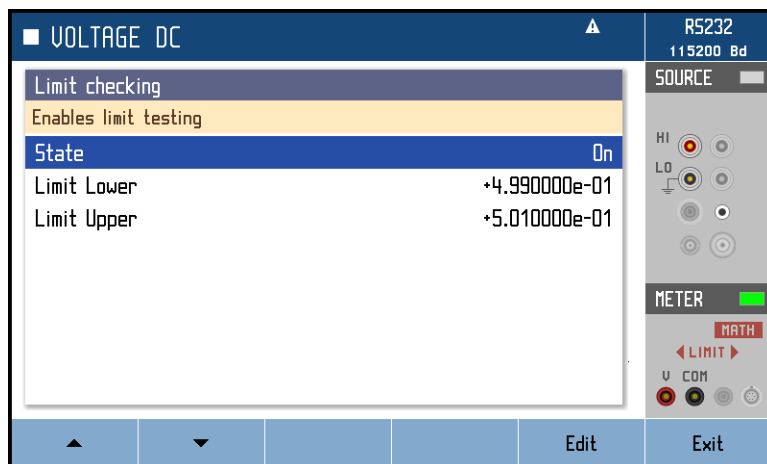 VOLTAGE DC
RS232
115200 Bd
Limit checking
Enables limit testing
State On
Limit Lower +4.990000e-01
Limit Upper +5.010000e-01
SOURCE
HI
LO
METER
MATH
LIMIT
V COM
Edit
Exit